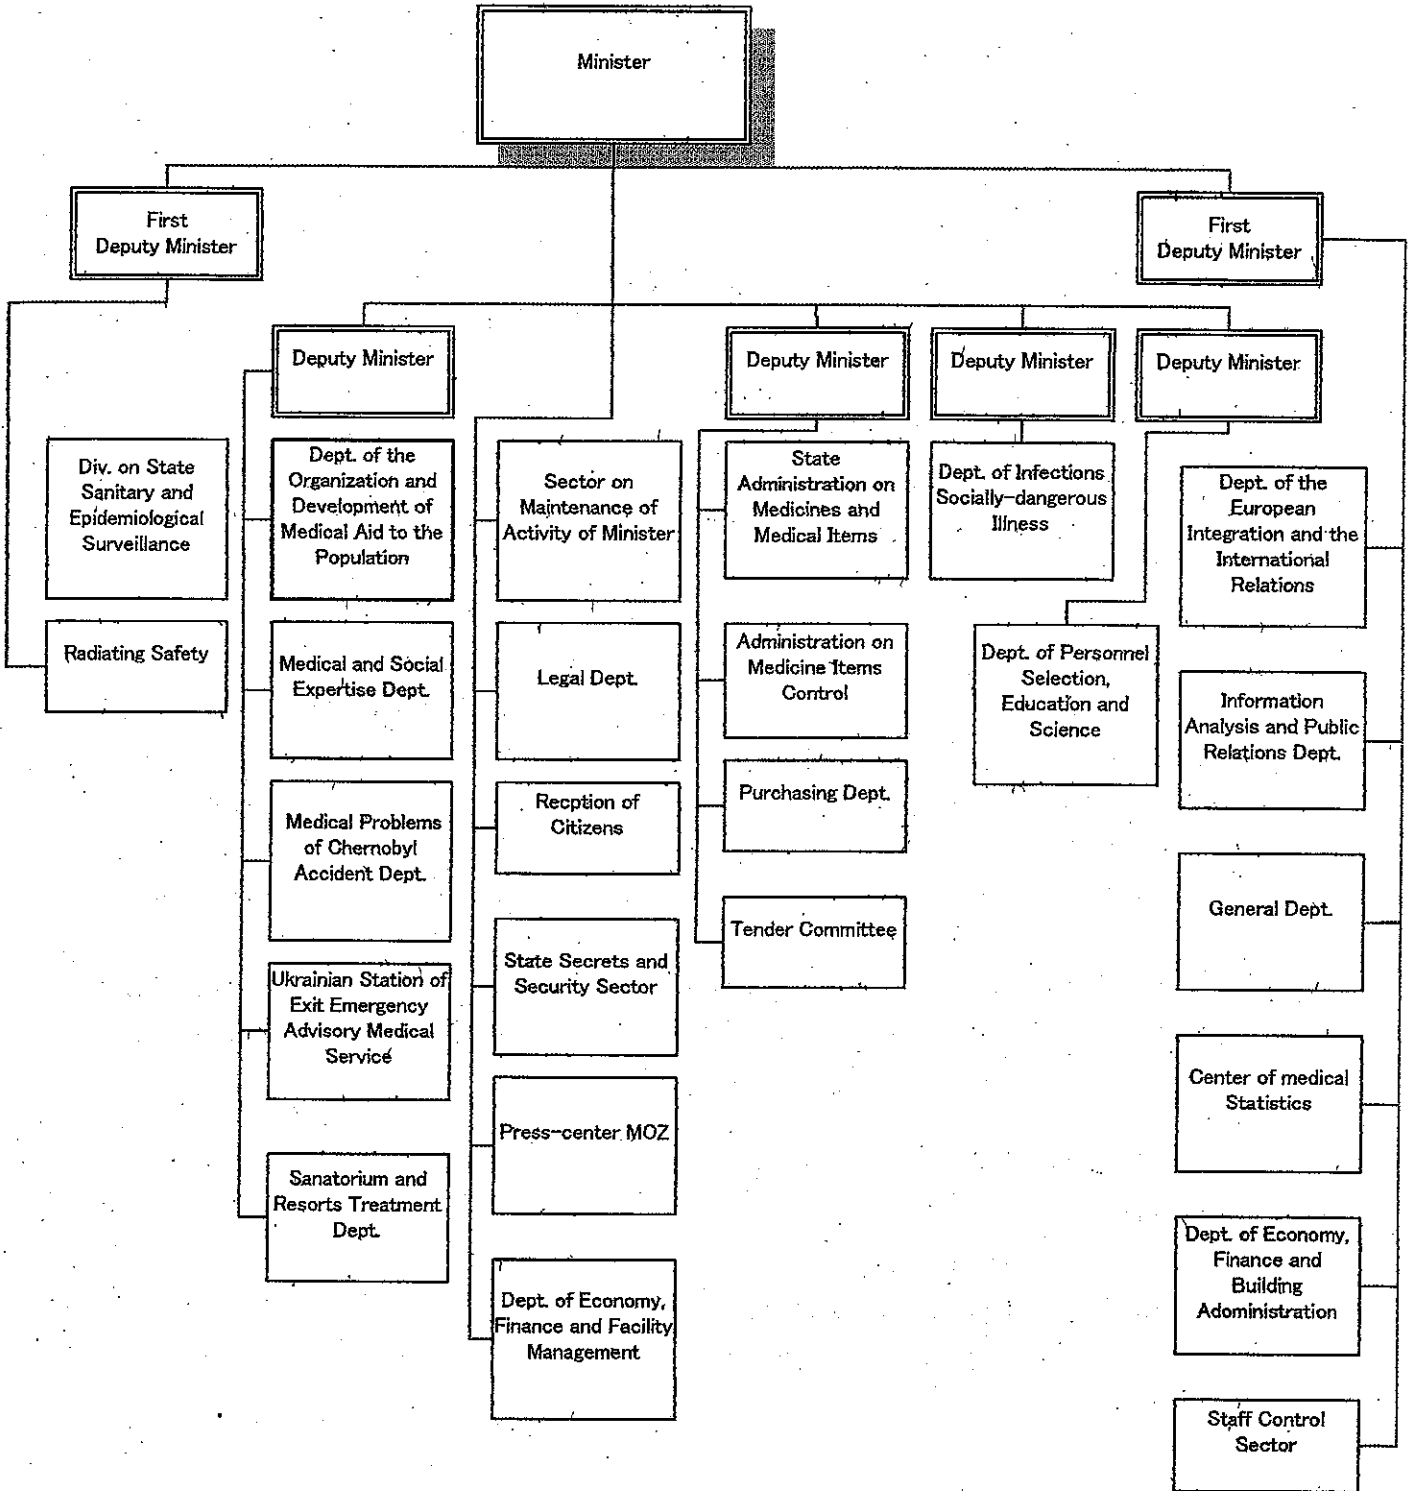 Minister
First
Deputy Minister
First
Deputy Minister
Deputy Minister
Deputy Minister
Deputy Minister
Deputy Minister
Div. on State
Sanitary and
Epidemiological
Surveillance
Radiating Safety
Dept. of the
Organization and
Development of
Medical Aid to the
Population
Medical and Social
Expertise Dept.
Medical Problems
of Chernobyl
Accident Dept.
Ukrainian Station of
Exit Emergency
Advisory Medical
Service
Sanatorium and
Resorts Treatment
Dept.
Sector on
Maintenance of
Activity of Minister
Legal Dept.
Recption of
Citizens
State Secrets and
Security Sector
Press-center MOZ
Dept. of Economy,
Finance and Facility
Management
State
Administration on
Medicines and
Medical Items
Administration on
Medicine Items
Control
Purchasing Dept.
Tender Committee
Dept. of Infections
Socially-dangerous
Illness
Dept. of Personnel
Selection,
Education and
Science
Dept. of the
European
Integration and the
International
Relations
Information
Analysis and Public
Relations Dept.
General Dept.
Center of medical
Statistics
Dept. of Economy,
Finance and
Building
Adoministration
Staff Control
Sector